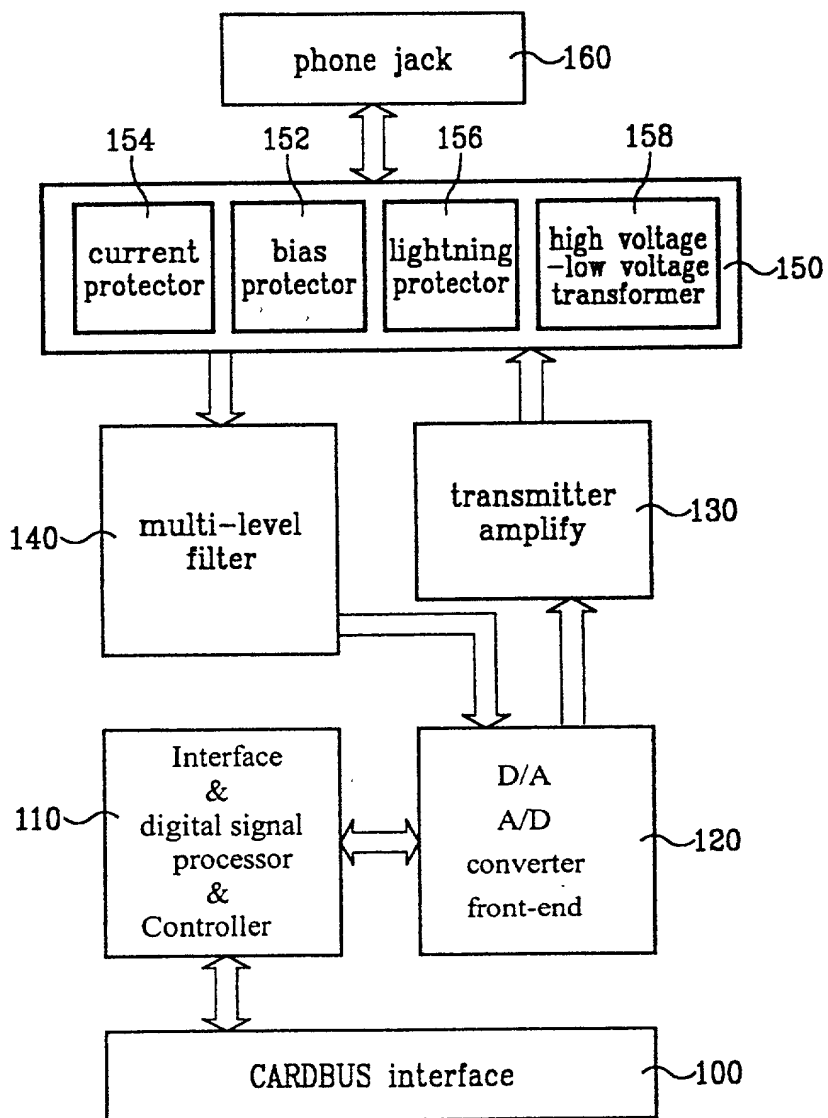 phone jack
160
154
152
156
158
current
protector
bias
protector
lightning
protector
high voltage
-low voltage
transformer
150
multi-level
filter
140
transmitter
amplify
130
Interface
&
digital signal
processor
&
Controller
110
D/A
A/D
converter
front-end
120
CARDBUS interface
100